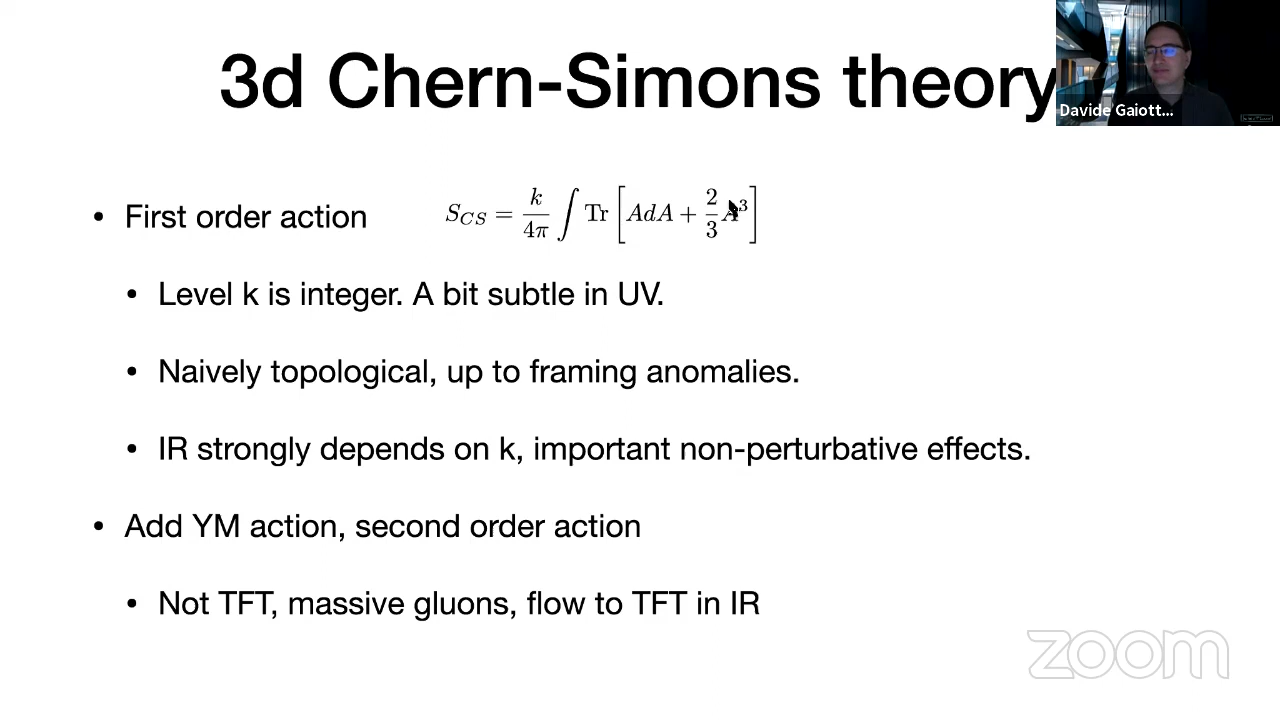 3d Chern-Simons theory
Davide Gaiott...
• First order action S_{CS} = \frac{k}{4\pi} \int Tr [ AdA + \frac{2}{3} A^3 ]
• Level k is integer. A bit subtle in UV.
• Naively topological, up to framing anomalies.
• IR strongly depends on k, important non-perturbative effects.
• Add YM action, second order action
• Not TFT, massive gluons, flow to TFT in IR
zoom